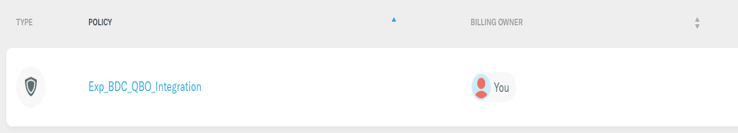 TYPE POLICY BILLING OWNER
Exp_BDC_QBO_Integration You